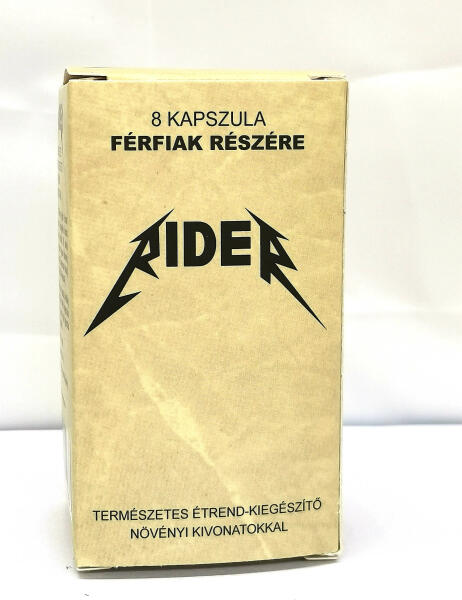 8 KAPSZULA
FÉRFIAK RÉSZÉRE
RIDER
TERMÉSZETES ÉTREND-KIEGÉSZÍTŐ
NÖVÉNYI KIVONATOKKAL